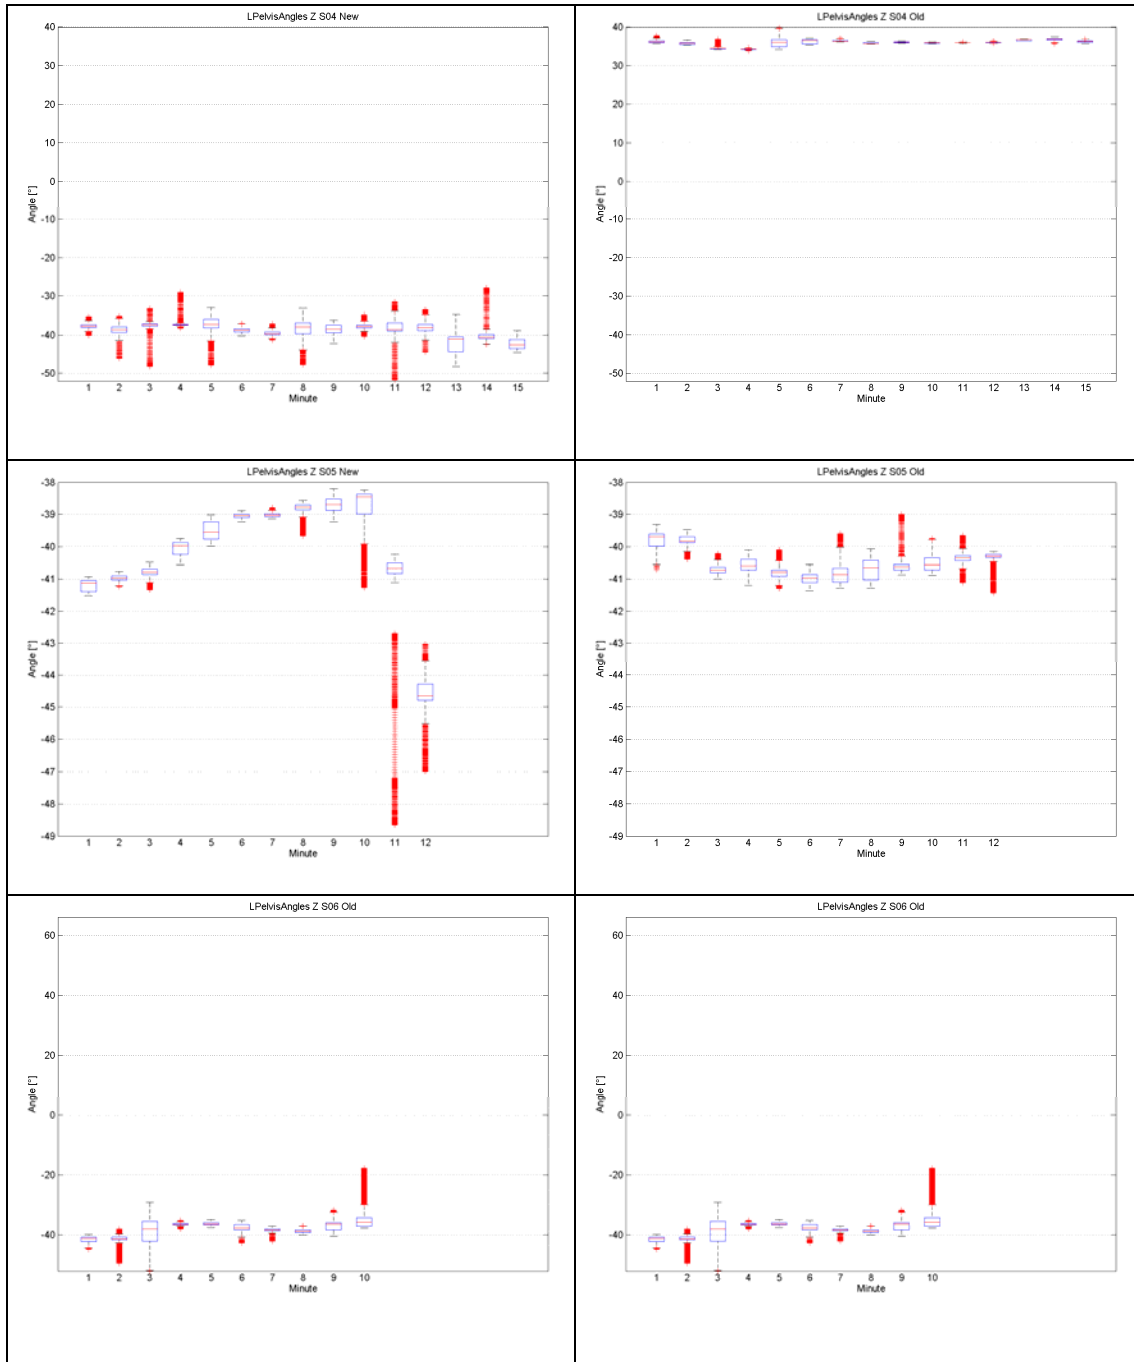 LPelvisAngles Z S04 New
40
30
20
10
0
-10
-20
-30
-40
-50
Angle [°]
1 2 3 4 5 6 7 8 9 10 11 12 13 14 15
Minute
LPelvisAngles Z S04 Old
40
30
20
10
0
-10
-20
-30
-40
-50
Angle [°]
1 2 3 4 5 6 7 8 9 10 11 12 13 14 15
Minute
LPelvisAngles Z S05 New
-38
-39
-40
-41
-42
-43
-44
-45
-46
-47
-48
-49
Angle [°]
1 2 3 4 5 6 7 8 9 10 11 12
Minute
LPelvisAngles Z S05 Old
-38
-39
-40
-41
-42
-43
-44
-45
-46
-47
-48
-49
Angle [°]
1 2 3 4 5 6 7 8 9 10 11 12
Minute
LPelvisAngles Z S06 Old
60
40
20
0
-20
-40
Angle [°]
1 2 3 4 5 6 7 8 9 10
Minute
LPelvisAngles Z S06 Old
60
40
20
0
-20
-40
Angle [°]
1 2 3 4 5 6 7 8 9 10
Minute